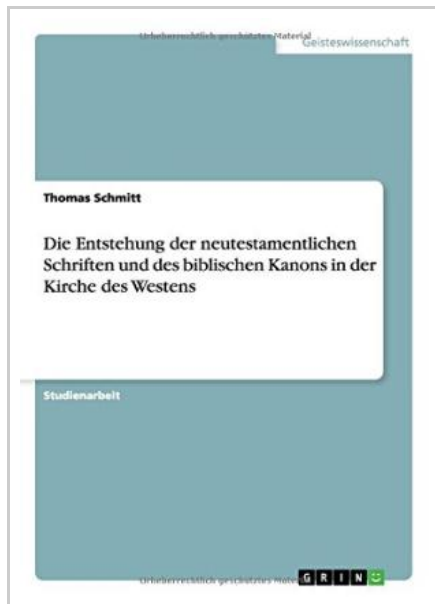 Urheberrechtlich geschütztes Material
Geisteswissenschaft
Thomas Schmitt
Die Entstehung der neutestamentlichen
Schriften und des biblischen Kanons in der
Kirche des Westens
Studienarbeit
Urheberrechtlich geschütztes Material
GRIN